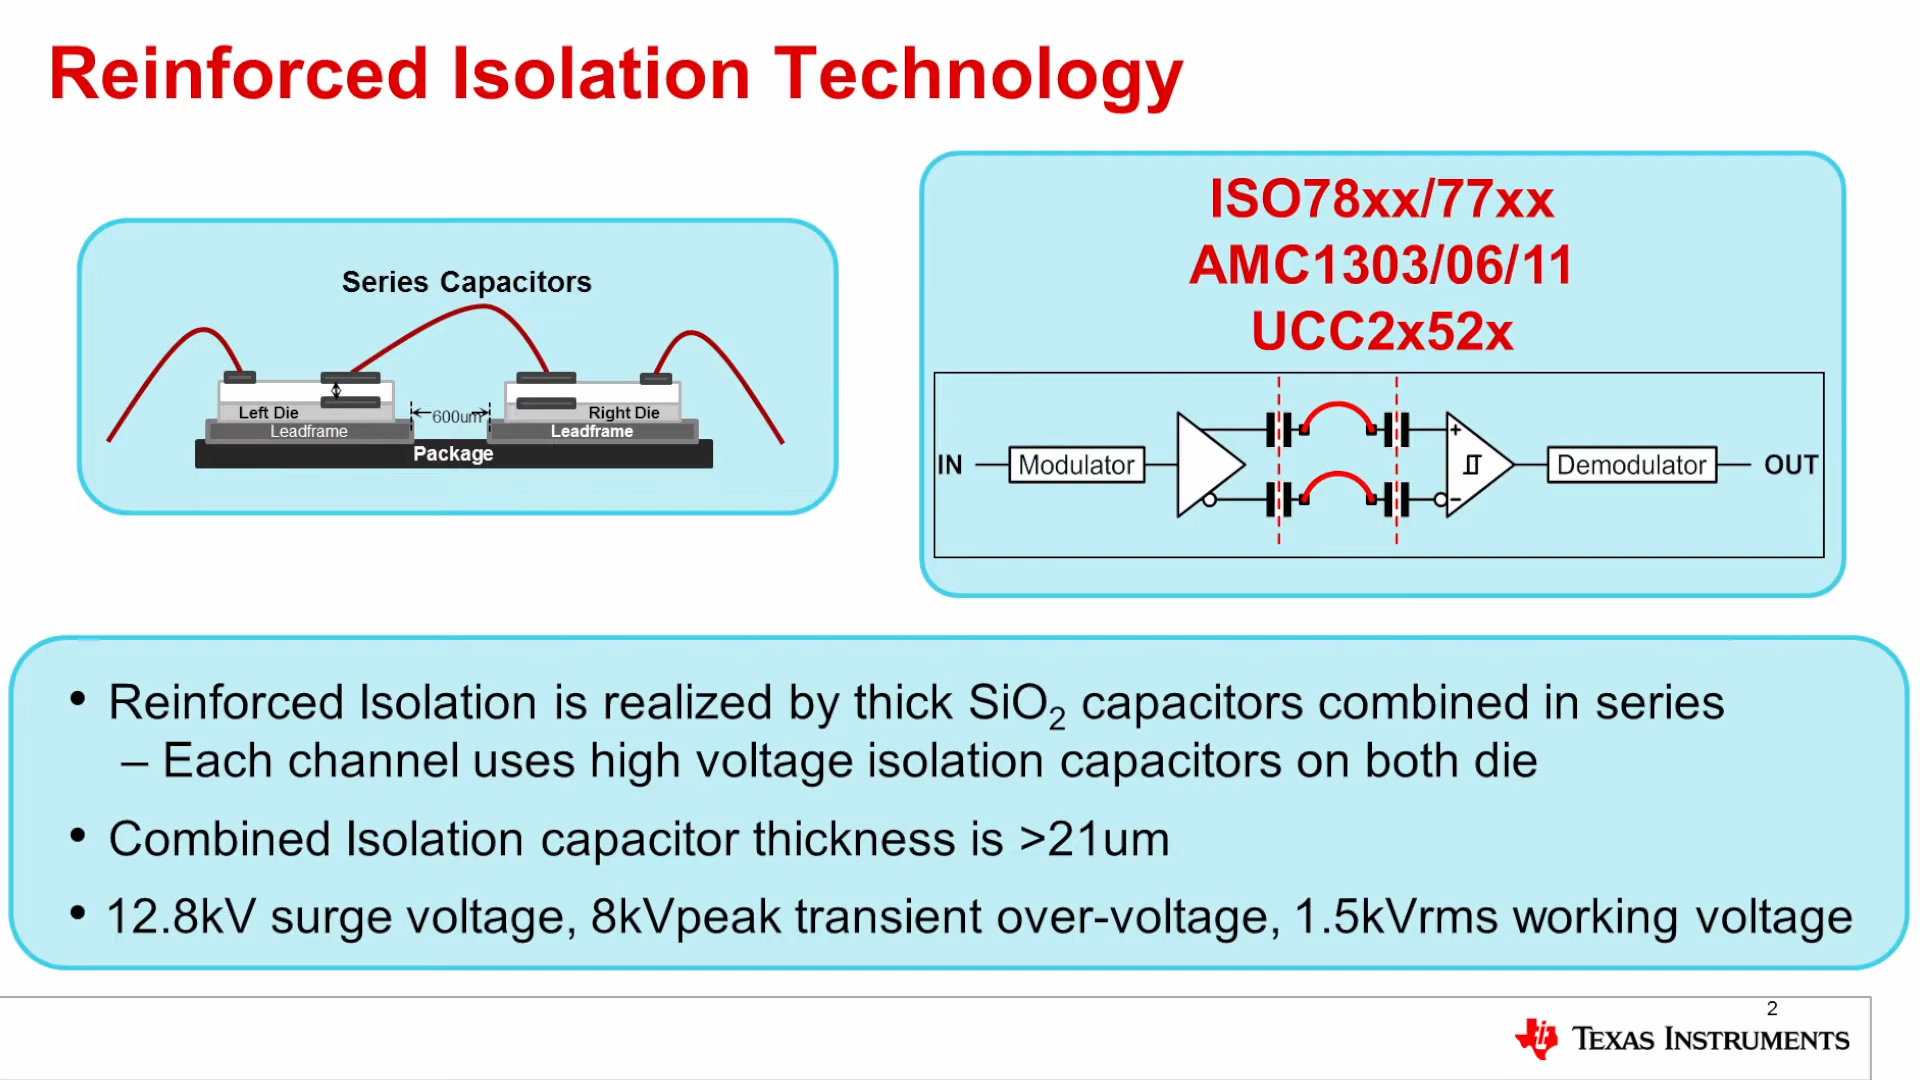 Reinforced Isolation Technology
Series Capacitors
Left Die
600um
Right Die
Leadframe
Leadframe
Package
ISO78xx/77xx
AMC1303/06/11
UCC2x52x
IN
Modulator
+
-
Demodulator
OUT
• Reinforced Isolation is realized by thick SiO₂ capacitors combined in series
– Each channel uses high voltage isolation capacitors on both die
• Combined Isolation capacitor thickness is >21um
• 12.8kV surge voltage, 8kVpeak transient over-voltage, 1.5kVrms working voltage
2
TEXAS INSTRUMENTS